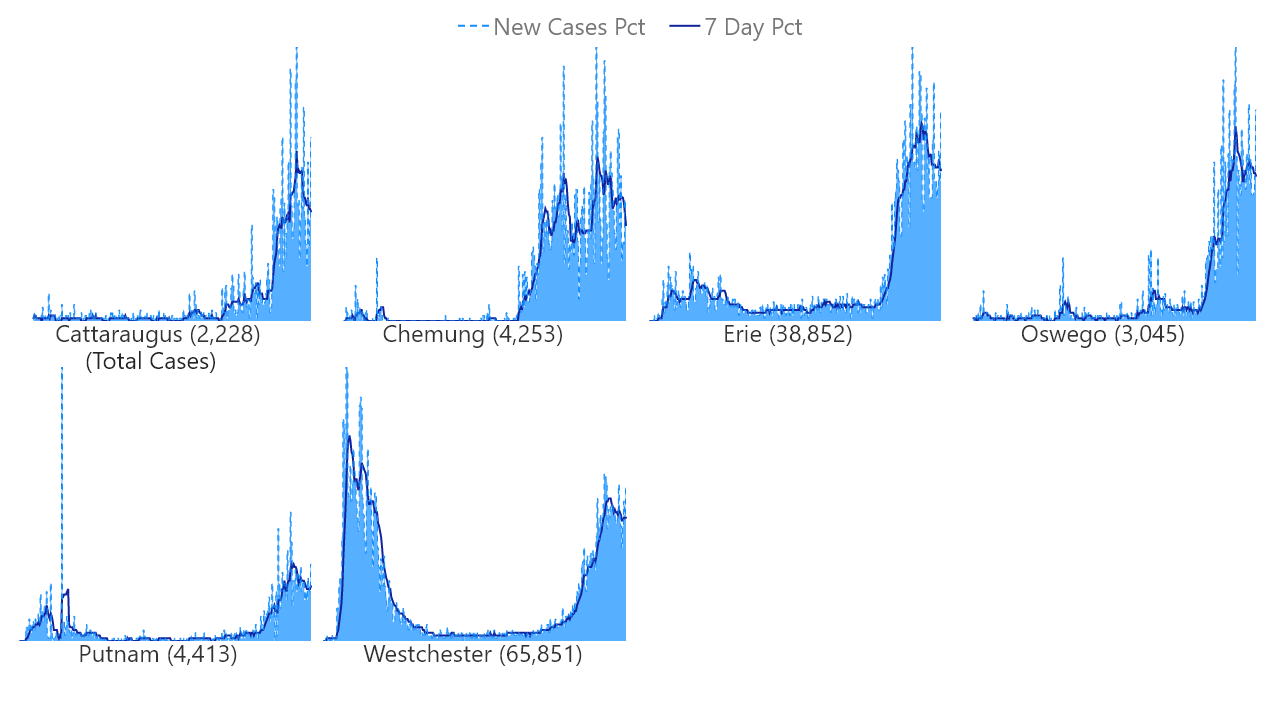 New Cases Pct 7 Day Pct
Cattaraugus (2,228) Chemung (4,253) Erie (38,852) Oswego (3,045)
(Total Cases)
Putnam (4,413) Westchester (65,851)